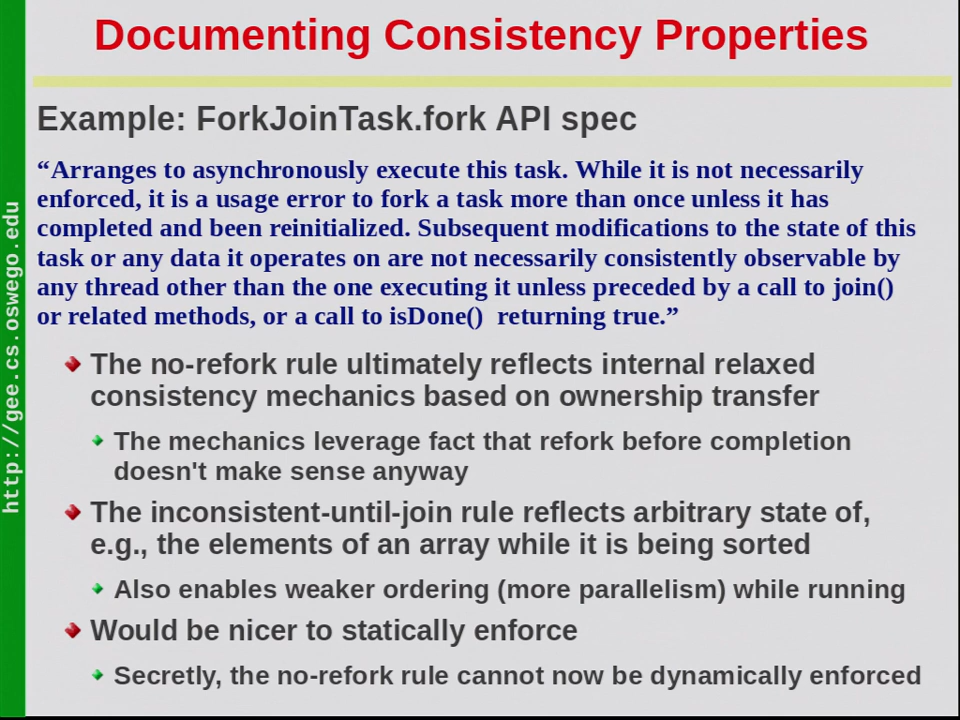 Documenting Consistency Properties
Example: ForkJoinTask.fork API spec
“Arranges to asynchronously execute this task. While it is not necessarily
enforced, it is a usage error to fork a task more than once unless it has
completed and been reinitialized. Subsequent modifications to the state of this
task or any data it operates on are not necessarily consistently observable by
any thread other than the one executing it unless preceded by a call to join()
or related methods, or a call to isDone()  returning true.”
The no-refork rule ultimately reflects internal relaxed
consistency mechanics based on ownership transfer
The mechanics leverage fact that refork before completion
doesn't make sense anyway
The inconsistent-until-join rule reflects arbitrary state of,
e.g., the elements of an array while it is being sorted
Also enables weaker ordering (more parallelism) while running
Would be nicer to statically enforce
Secretly, the no-refork rule cannot now be dynamically enforced
http://gee.cs.oswego.edu